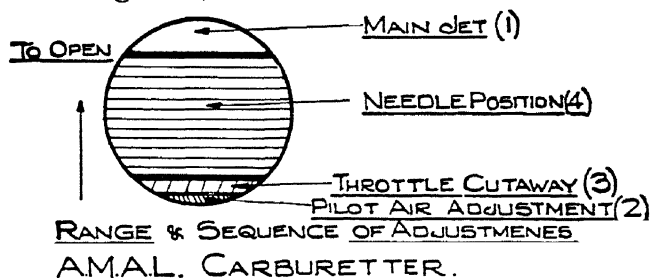 MAIN JET (1)
TO OPEN
NEEDLE POSITION (4)
THROTTLE CUTAWAY (3)
PILOT AIR ADJUSTMENT (2)
RANGE & SEQUENCE OF ADJUSTMENES
A.M.A.L. CARBURETTER.